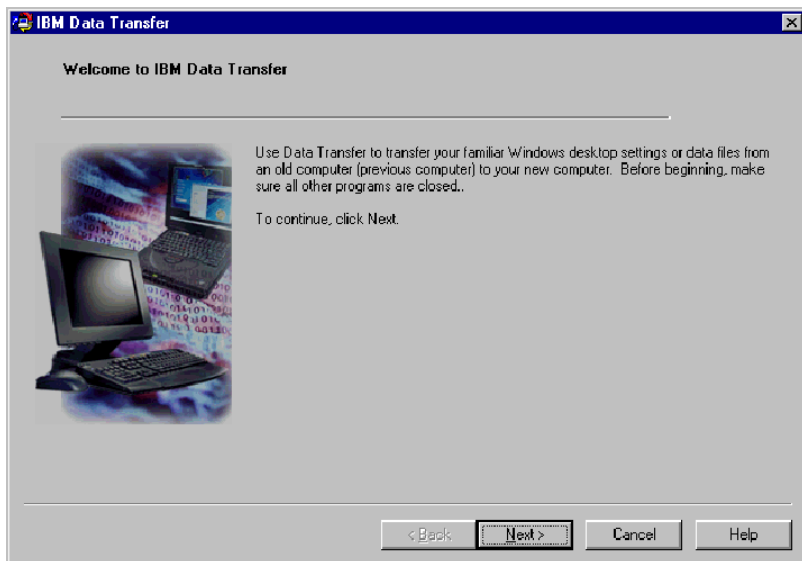 IBM Data Transfer
Welcome to IBM Data Transfer
Use Data Transfer to transfer your familiar Windows desktop settings or data files from
an old computer (previous computer) to your new computer. Before beginning, make
sure all other programs are closed..
To continue, click Next.
< Back
Next >
Cancel
Help